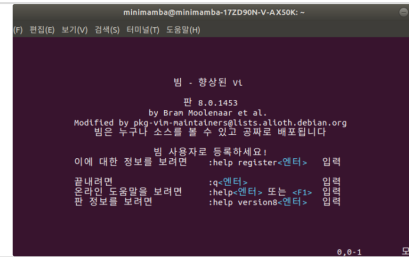 minimamba@minimamba-17ZD90N-V-AX50K: ~
(F) 편집(E) 보기(V) 검색(S) 터미널(T) 도움말(H)
빔 - 향상된 Vi
판 8.0.1453
by Bram Moolenaar et al.
Modified by pkg-vim-maintainers@lists.alioth.debian.org
빔은 누구나 소스를 볼 수 있고 공짜로 배포됩니다
빔 사용자로 등록하세요!
이에 대한 정보를 보려면 :help register<엔터> 입력
끝내려면 :q<엔터> 입력
온라인 도움말을 보려면 :help<엔터> 또는 <F1> 입력
판 정보를 보려면 :help version8<엔터> 입력
0,0-1 모